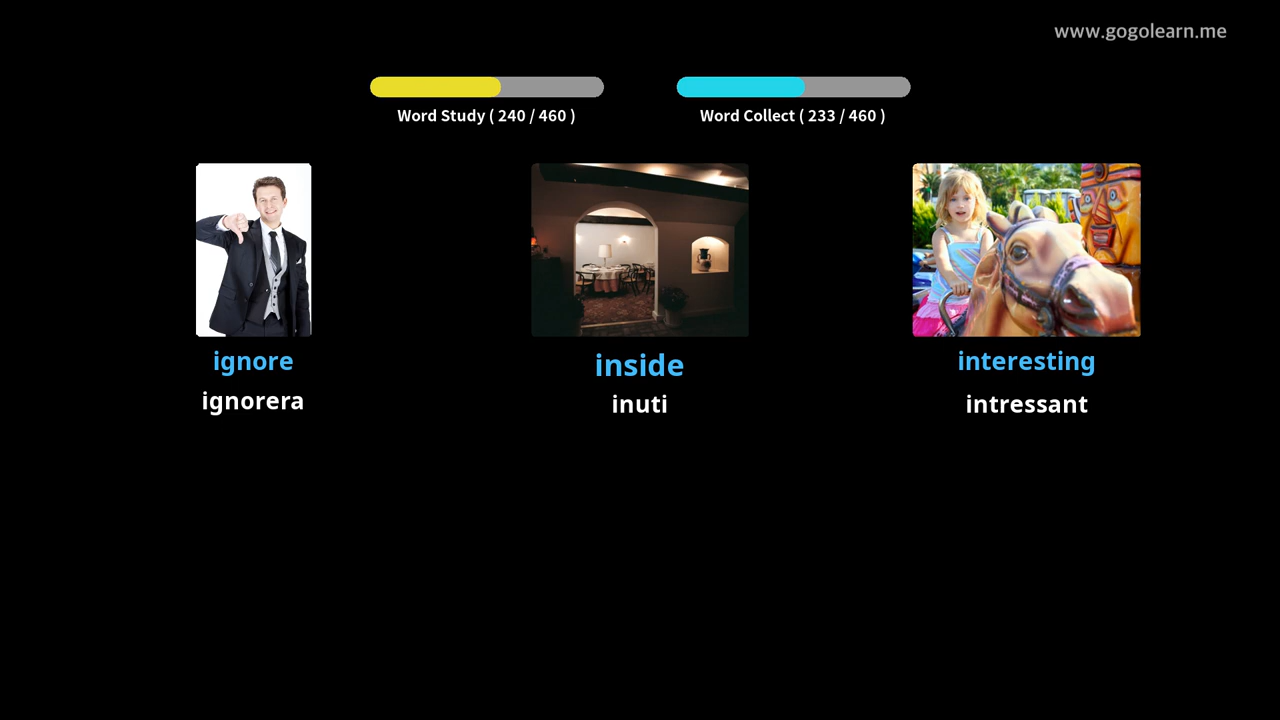 www.gogolearn.me
Word Study ( 240 / 460 )
Word Collect ( 233 / 460 )
ignore
inside
interesting
ignorera
inuti
intressant